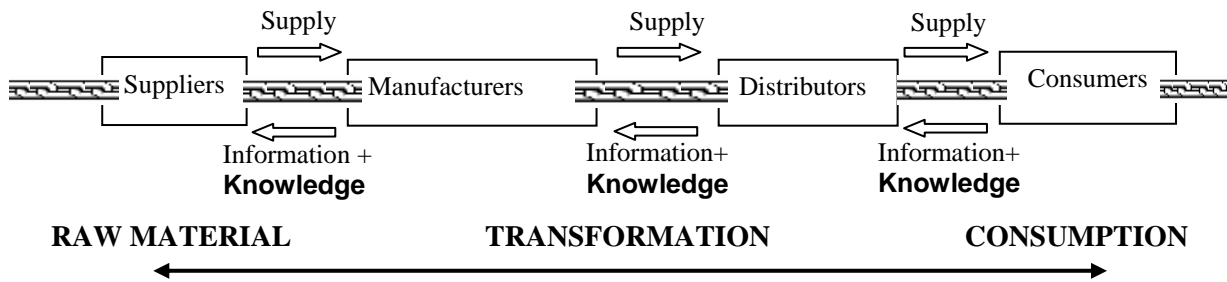 Supply Supply Supply
Suppliers Manufacturers Distributors Consumers
Information + Information+ Information+
Knowledge Knowledge Knowledge
RAW MATERIAL TRANSFORMATION CONSUMPTION